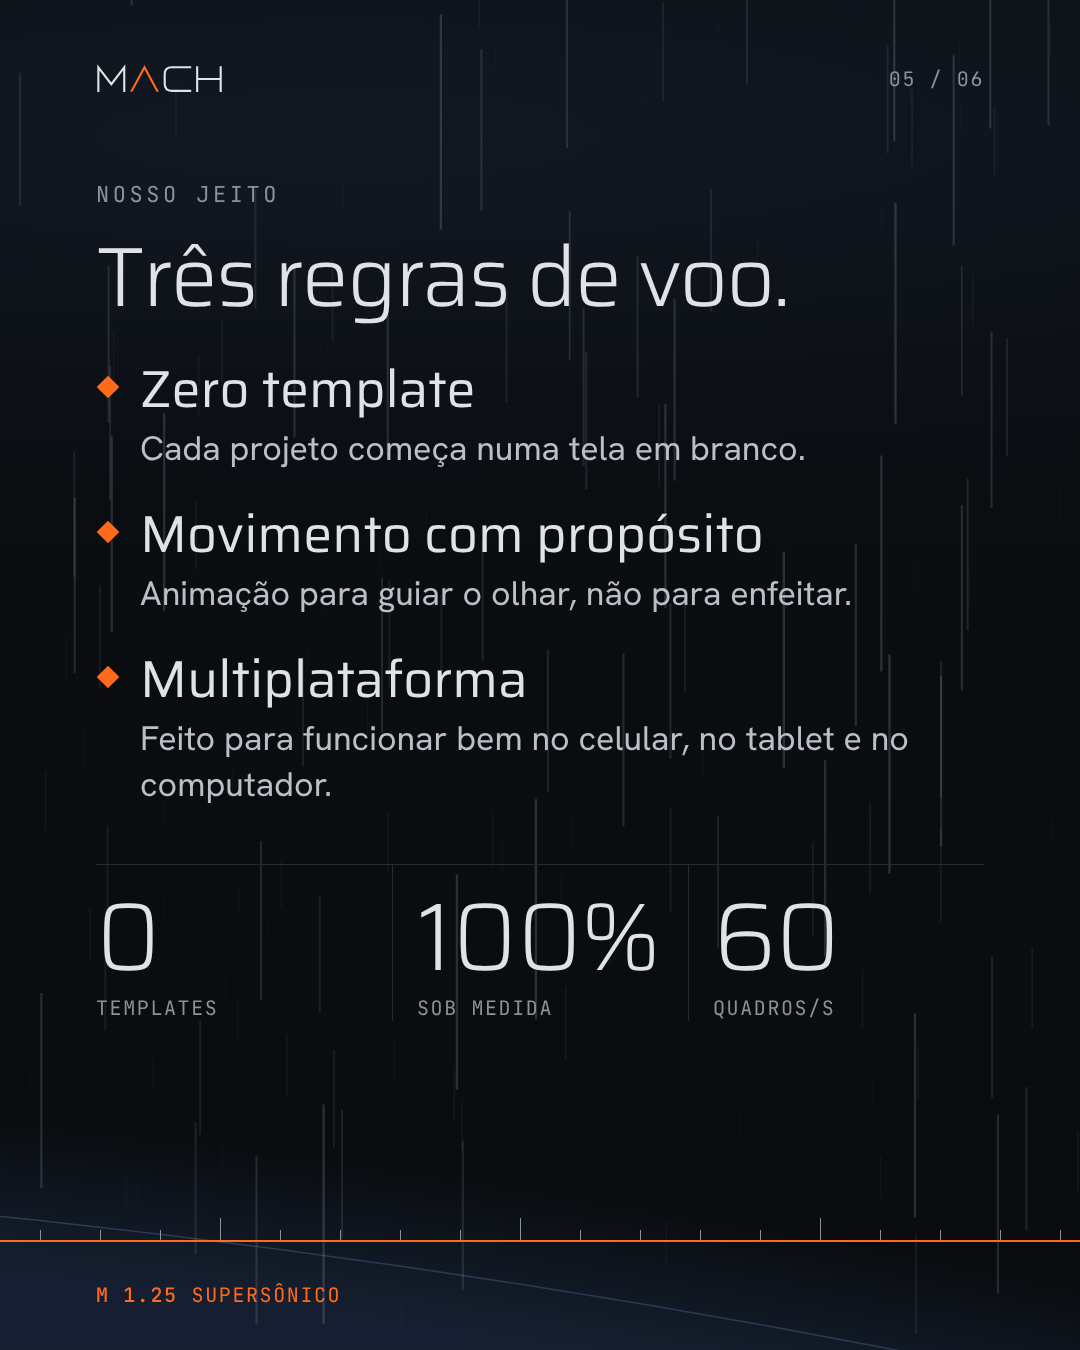 MACH
05 / 06
NOSSO JEITO
Três regras de voo.
Zero template
Cada projeto começa numa tela em branco.
Movimento com propósito
Animação para guiar o olhar, não para enfeitar.
Multiplataforma
Feito para funcionar bem no celular, no tablet e no
computador.
0
TEMPLATES
100%
SOB MEDIDA
60
QUADROS/S
M 1.25 SUPERSÔNICO